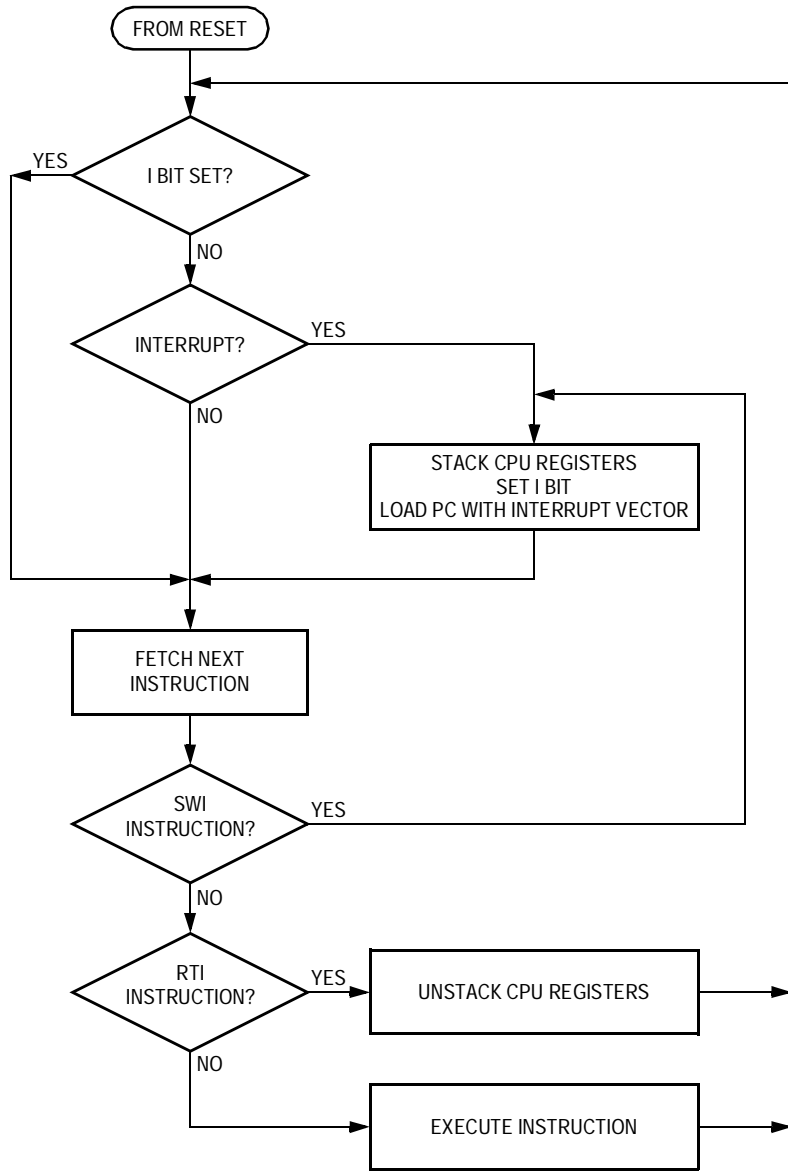 FROM RESET
YES
I BIT SET?
NO
INTERRUPT?
YES
NO
STACK CPU REGISTERS
SET I BIT
LOAD PC WITH INTERRUPT VECTOR
FETCH NEXT
INSTRUCTION
SWI
INSTRUCTION?
YES
NO
RTI
INSTRUCTION?
YES
UNSTACK CPU REGISTERS
NO
EXECUTE INSTRUCTION